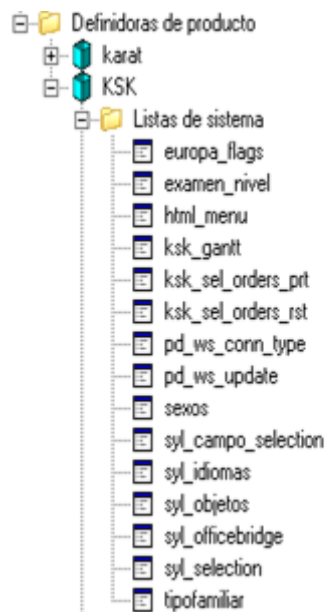 Definidoras de producto
karat
KSK
Listas de sistema
europa_flags
examen_nivel
html_menu
ksk_gantt
ksk_sel_orders_prt
ksk_sel_orders_rst
pd_ws_conn_type
pd_ws_update
sexos
syl_campo_selection
syl_idiomas
syl_objetos
syl_officebridge
syl_selection
tipofamiliar